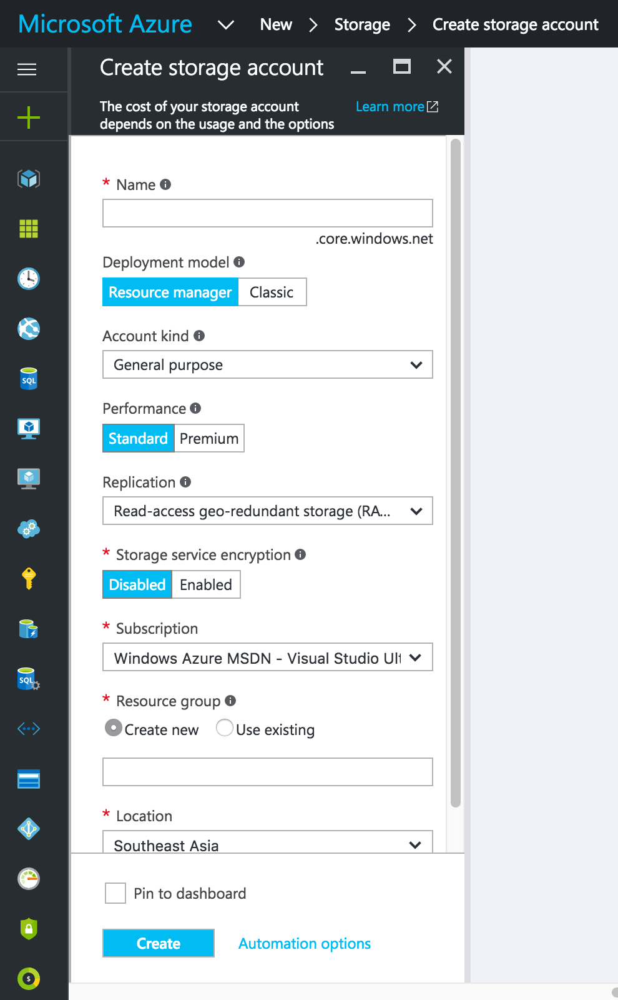 Microsoft Azure New Storage Create storage account
Create storage account
The cost of your storage account Learn more
depends on the usage and the options
* Name
.core.windows.net
Deployment model
Resource manager Classic
Account kind
General purpose
Performance
Standard Premium
Replication
Read-access geo-redundant storage (RA...
* Storage service encryption
Disabled Enabled
* Subscription
Windows Azure MSDN - Visual Studio Ult
* Resource group
Create new Use existing
* Location
Southeast Asia
Pin to dashboard
Create Automation options
SQL
SQL
$